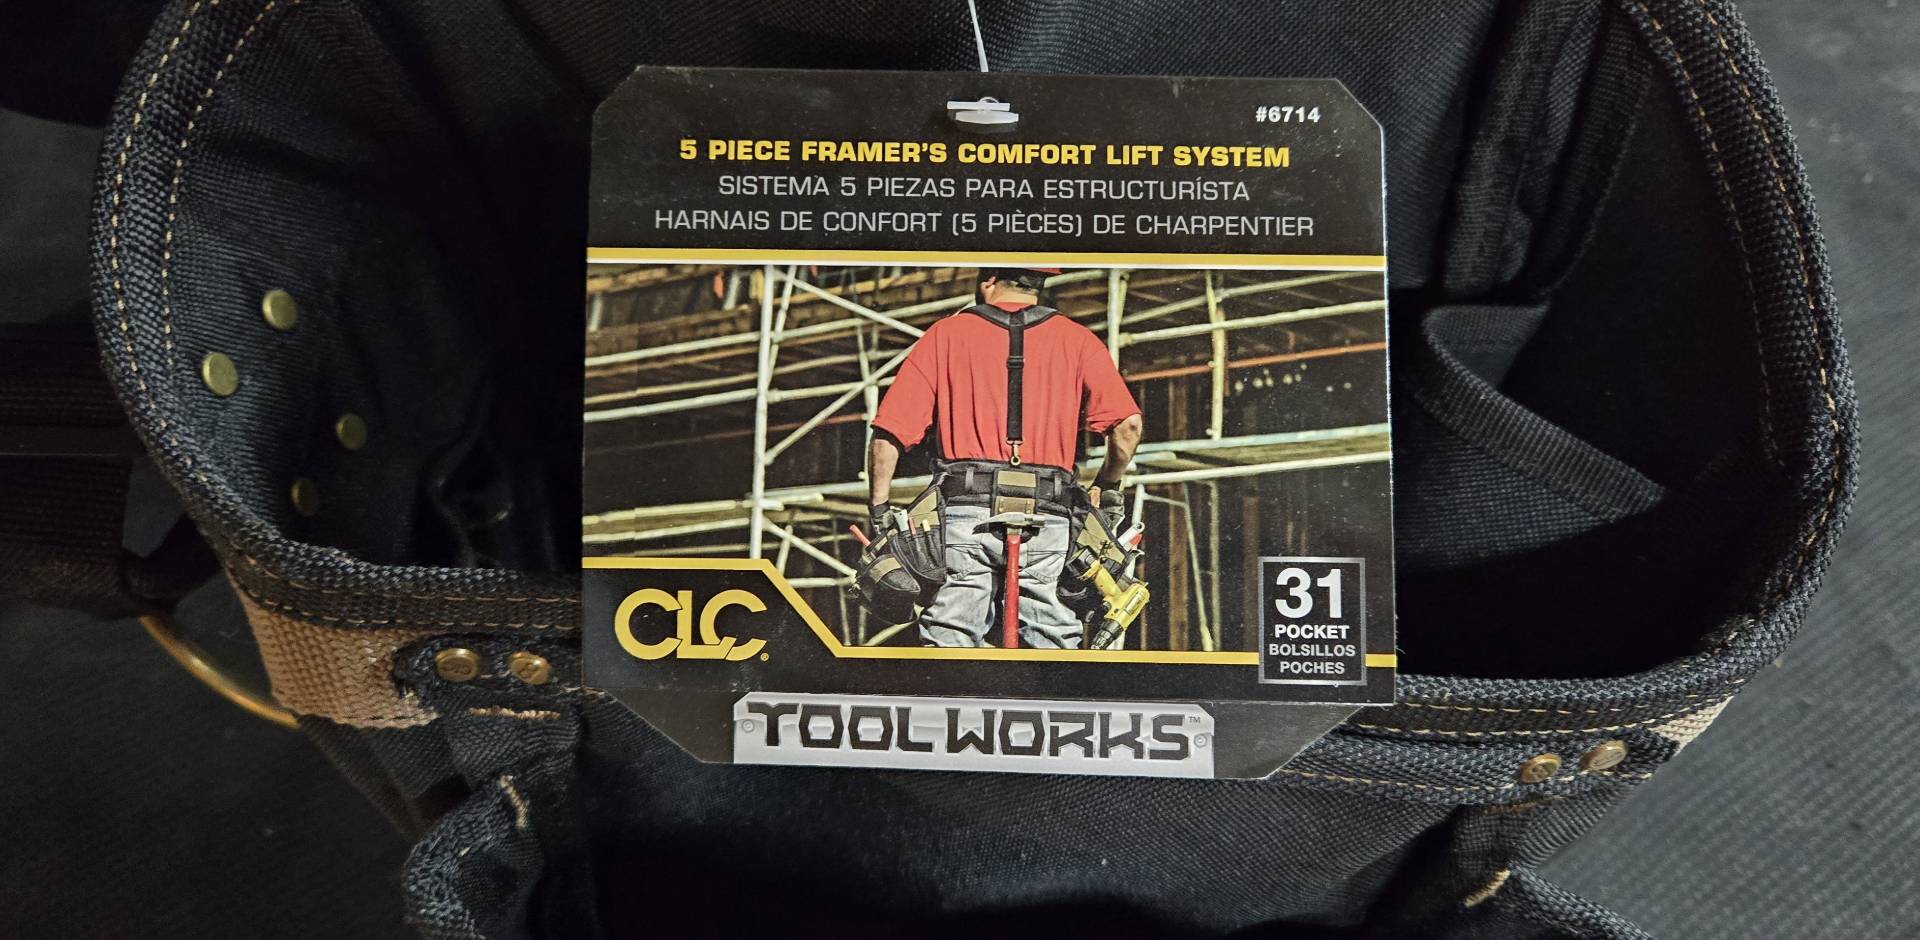 #6714
5 PIECE FRAMER'S COMFORT LIFT SYSTEM
SISTEMA 5 PIEZAS PARA ESTRUCTURÍSTA
HARNAIS DE CONFORT (5 PIÈCES) DE CHARPENTIER
CLC®
31
POCKET
BOLSILLOS
POCHES
TOOLWORKS™